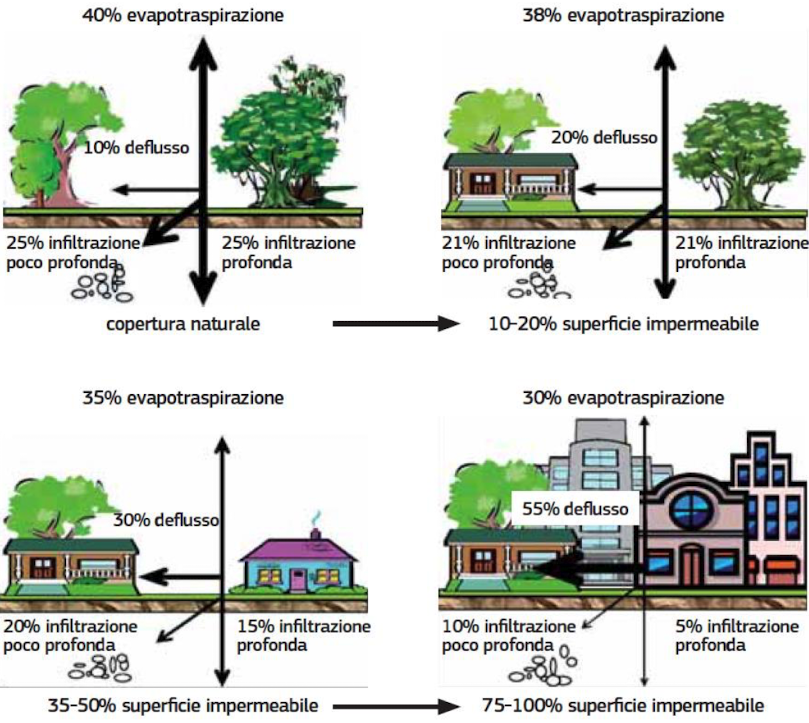 40% evapotraspirazione
10% deflusso
25% infiltrazione
poco profonda
25% infiltrazione
profonda
copertura naturale
38% evapotraspirazione
20% deflusso
21% infiltrazione
poco profonda
21% infiltrazione
profonda
10-20% superficie impermeabile
35% evapotraspirazione
30% deflusso
20% infiltrazione
poco profonda
15% infiltrazione
profonda
35-50% superficie impermeabile
30% evapotraspirazione
55% deflusso
10% infiltrazione
poco profonda
5% infiltrazione
profonda
75-100% superficie impermeabile